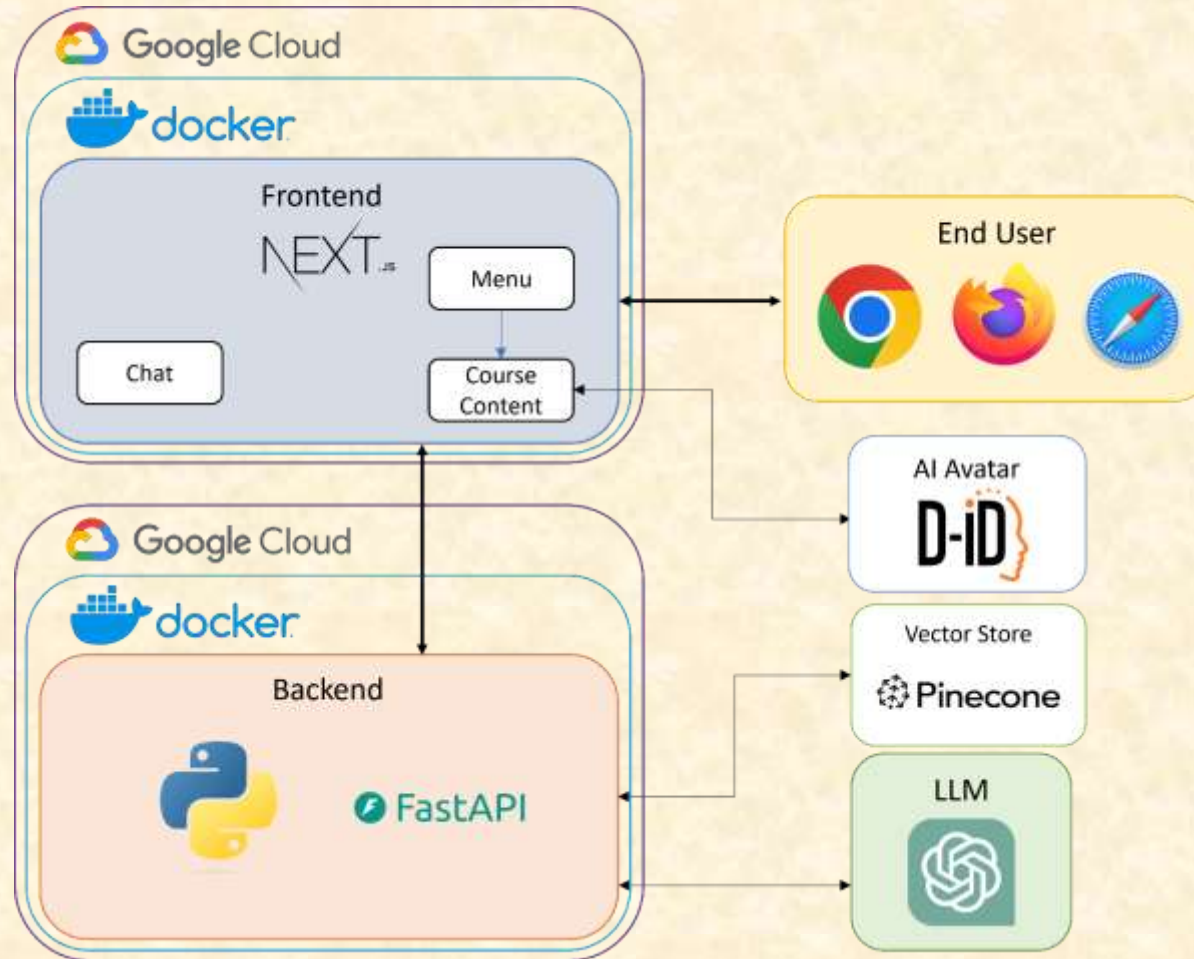 Google Cloud
docker
Frontend
NEXT.JS
Menu
Chat
Course
Content
End User
AI Avatar
D-iD
Google Cloud
docker
Backend
FastAPI
Vector Store
Pinecone
LLM